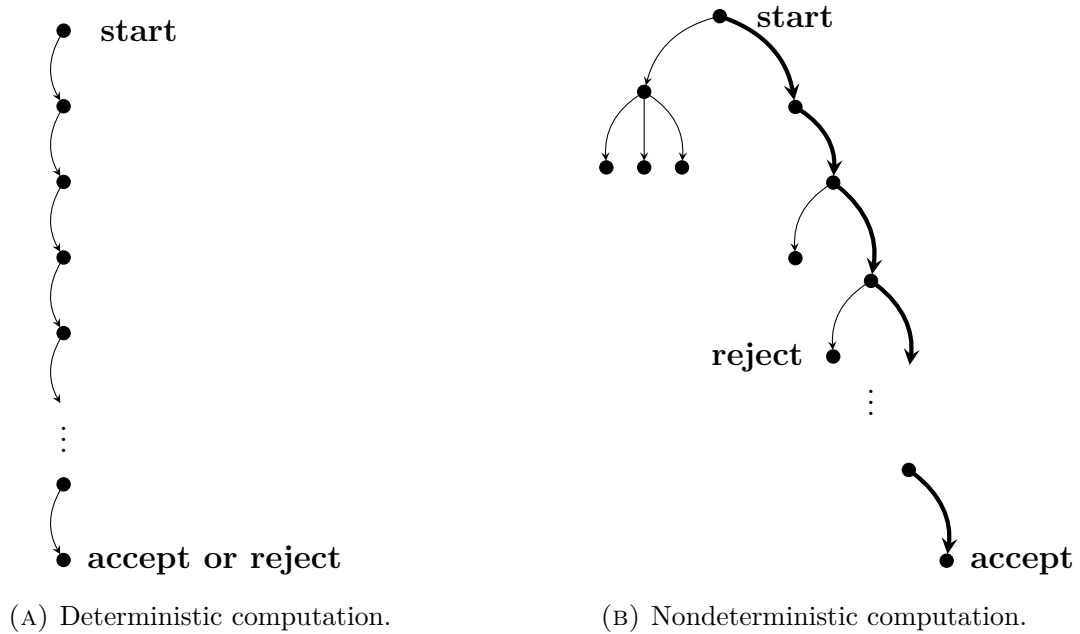 start
start
reject
⋮
⋮
accept or reject
accept
(A) Deterministic computation.
(B) Nondeterministic computation.